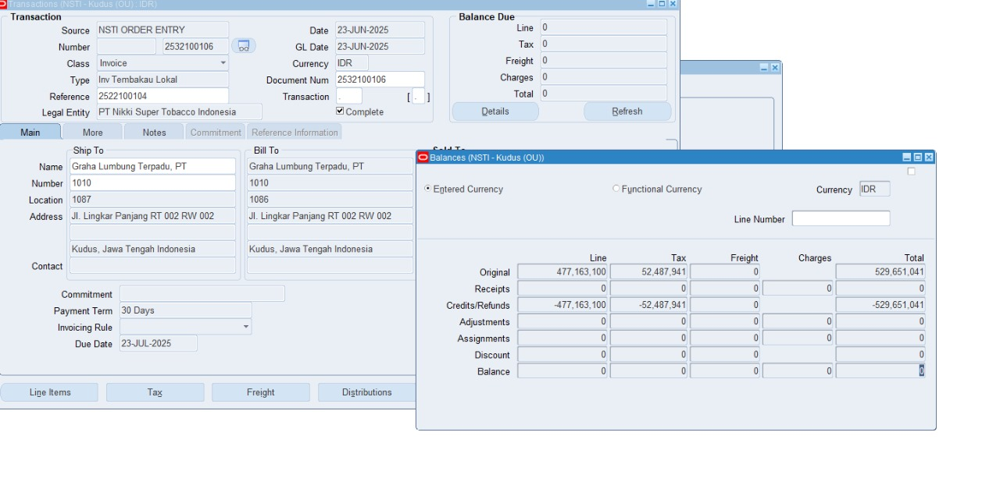 Transactions (NSTI - Kudus (OU) : IDR)
Transaction
Source NSTI ORDER ENTRY
Number 2532100106
Class Invoice
Type Inv Tembakau Lokal
Reference 2522100104
Legal Entity PT Nikki Super Tobacco Indonesia
Date 23-JUN-2025
GL Date 23-JUN-2025
Currency IDR
Document Num 2532100106
Transaction . [ . ]
Complete
Balance Due
Line 0
Tax 0
Freight 0
Charges 0
Total 0
Details Refresh
Main More Notes Commitment Reference Information
Ship To Bill To Sold To
Name Graha Lumbung Terpadu, PT Graha Lumbung Terpadu, PT
Number 1010 1010
Location 1087 1086
Address Jl. Lingkar Panjang RT 002 RW 002 Jl. Lingkar Panjang RT 002 RW 002
Kudus, Jawa Tengah Indonesia Kudus, Jawa Tengah Indonesia
Contact
Commitment
Payment Term 30 Days
Invoicing Rule
Due Date 23-JUL-2025
Line Items Tax Freight Distributions
Balances (NSTI - Kudus (OU))
Entered Currency Functional Currency Currency IDR
Line Number
Line Tax Freight Charges Total
Original 477,163,100 52,487,941 0 529,651,041
Receipts 0 0 0 0 0
Credits/Refunds -477,163,100 -52,487,941 0 -529,651,041
Adjustments 0 0 0 0 0
Assignments 0 0 0 0 0
Discount 0 0 0 0
Balance 0 0 0 0 0